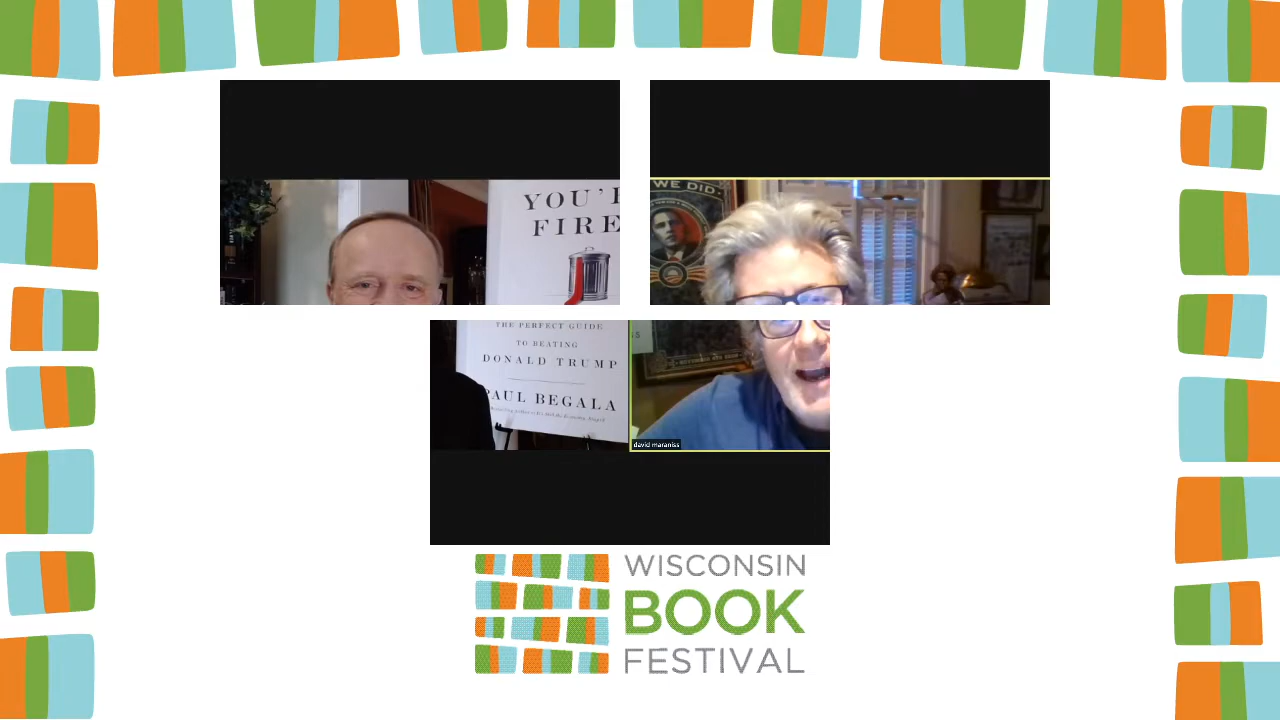 YOU'
FIRE
WE DID.
THE PERFECT GUIDE
TO BEATING
DONALD TRUMP
PAUL BEGALA
david maraniss
WISCONSIN
BOOK
FESTIVAL